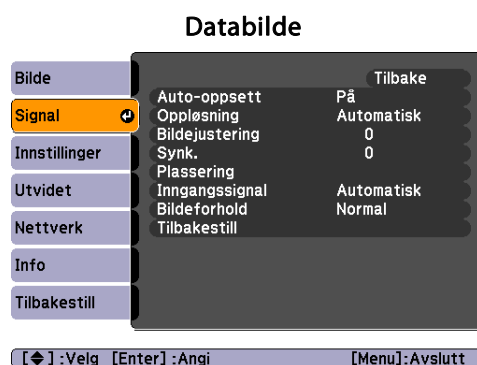 Databilde
Bilde
Signal
Innstillinger
Utvidet
Nettverk
Info
Tilbakestill
Tilbake
Auto-oppsett På
Oppløsning Automatisk
Bildejustering 0
Synk. 0
Plassering
Inngangssignal Automatisk
Bildeforhold Normal
Tilbakestill
[◆] :Velg [Enter] :Angi [Menu]:Avslutt